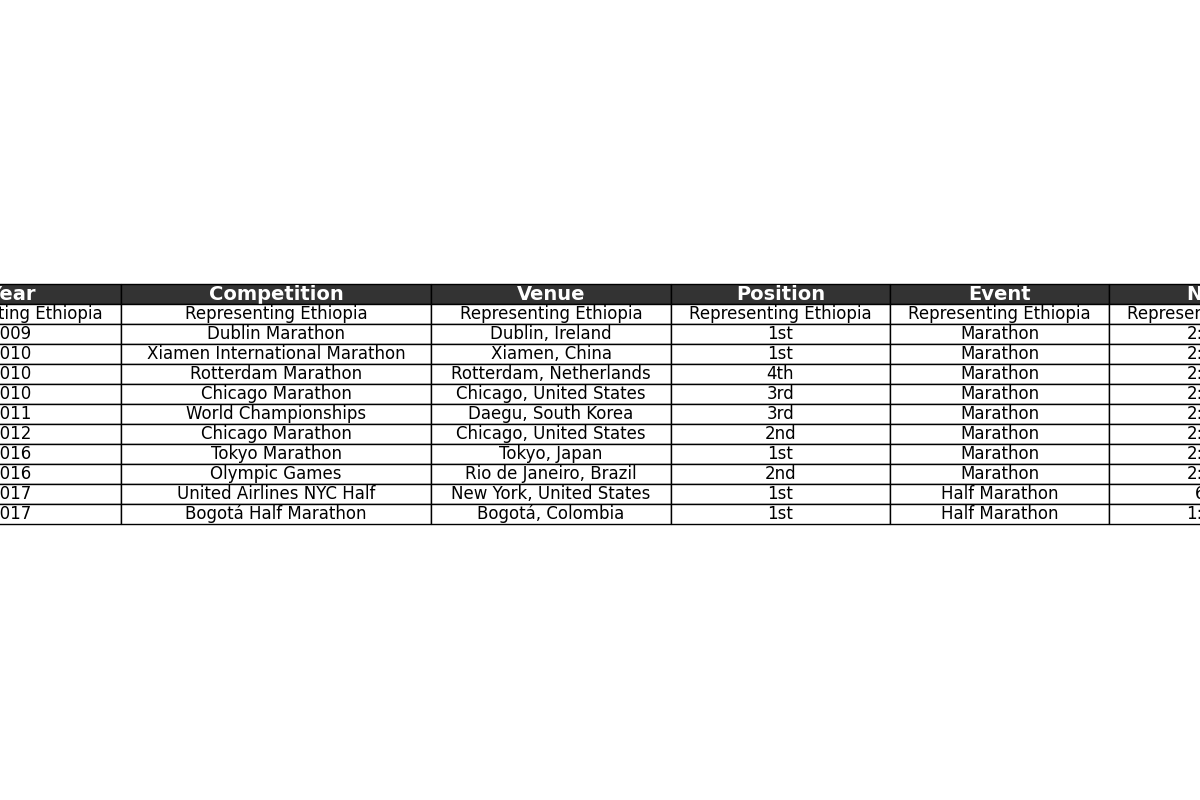 Year Competition Venue Position Event N
ting Ethiopia Representing Ethiopia Representing Ethiopia Representing Ethiopia Representing Ethiopia Represen
009 Dublin Marathon Dublin, Ireland 1st Marathon 2:
010 Xiamen International Marathon Xiamen, China 1st Marathon 2:
010 Rotterdam Marathon Rotterdam, Netherlands 4th Marathon 2:
010 Chicago Marathon Chicago, United States 3rd Marathon 2:
011 World Championships Daegu, South Korea 3rd Marathon 2:
012 Chicago Marathon Chicago, United States 2nd Marathon 2:
016 Tokyo Marathon Tokyo, Japan 1st Marathon 2:
016 Olympic Games Rio de Janeiro, Brazil 2nd Marathon 2:
017 United Airlines NYC Half New York, United States 1st Half Marathon 6
017 Bogotá Half Marathon Bogotá, Colombia 1st Half Marathon 1: